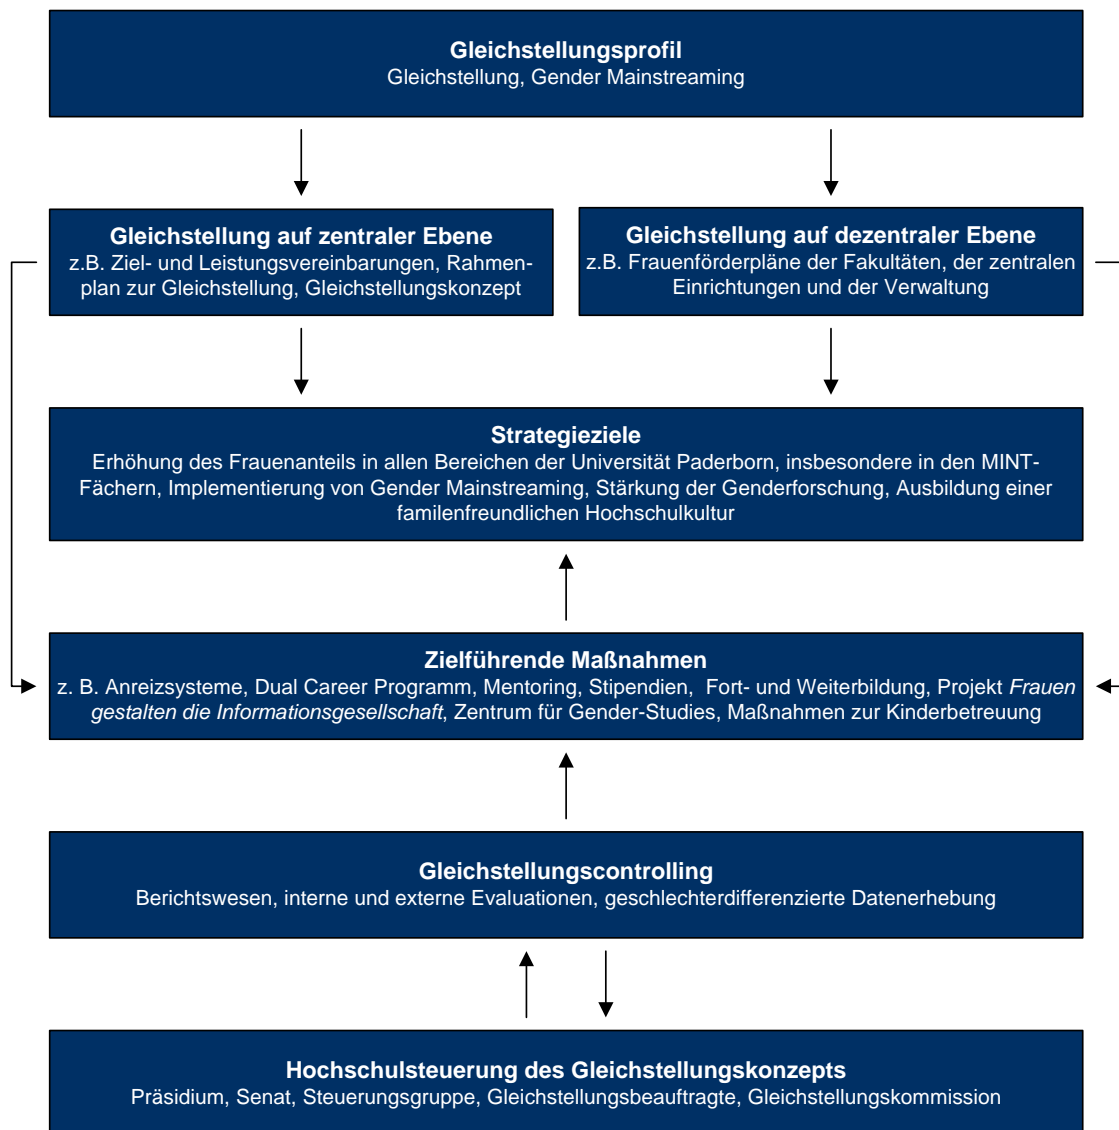 Gleichstellungsprofil
Gleichstellung, Gender Mainstreaming
Gleichstellung auf zentraler Ebene
z.B. Ziel- und Leistungsvereinbarungen, Rahmen-
plan zur Gleichstellung, Gleichstellungskonzept
Gleichstellung auf dezentraler Ebene
z.B. Frauenförderpläne der Fakultäten, der zentralen
Einrichtungen und der Verwaltung
Strategieziele
Erhöhung des Frauenanteils in allen Bereichen der Universität Paderborn, insbesondere in den MINT-
Fächern, Implementierung von Gender Mainstreaming, Stärkung der Genderforschung, Ausbildung einer
familenfreundlichen Hochschulkultur
Zielführende Maßnahmen
z. B. Anreizsysteme, Dual Career Programm, Mentoring, Stipendien, Fort- und Weiterbildung, Projekt Frauen
gestalten die Informationsgesellschaft, Zentrum für Gender-Studies, Maßnahmen zur Kinderbetreuung
Gleichstellungscontrolling
Berichtswesen, interne und externe Evaluationen, geschlechterdifferenzierte Datenerhebung
Hochschulsteuerung des Gleichstellungskonzepts
Präsidium, Senat, Steuerungsgruppe, Gleichstellungsbeauftragte, Gleichstellungskommission